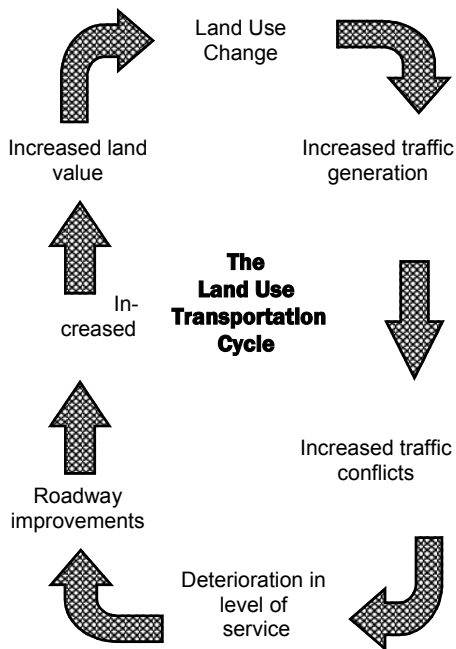 Land Use
Change
Increased traffic
generation
Increased traffic
conflicts
Deterioration in
level of
service
Roadway
improvements
In-
creased
Increased land
value
The
Land Use
Transportation
Cycle